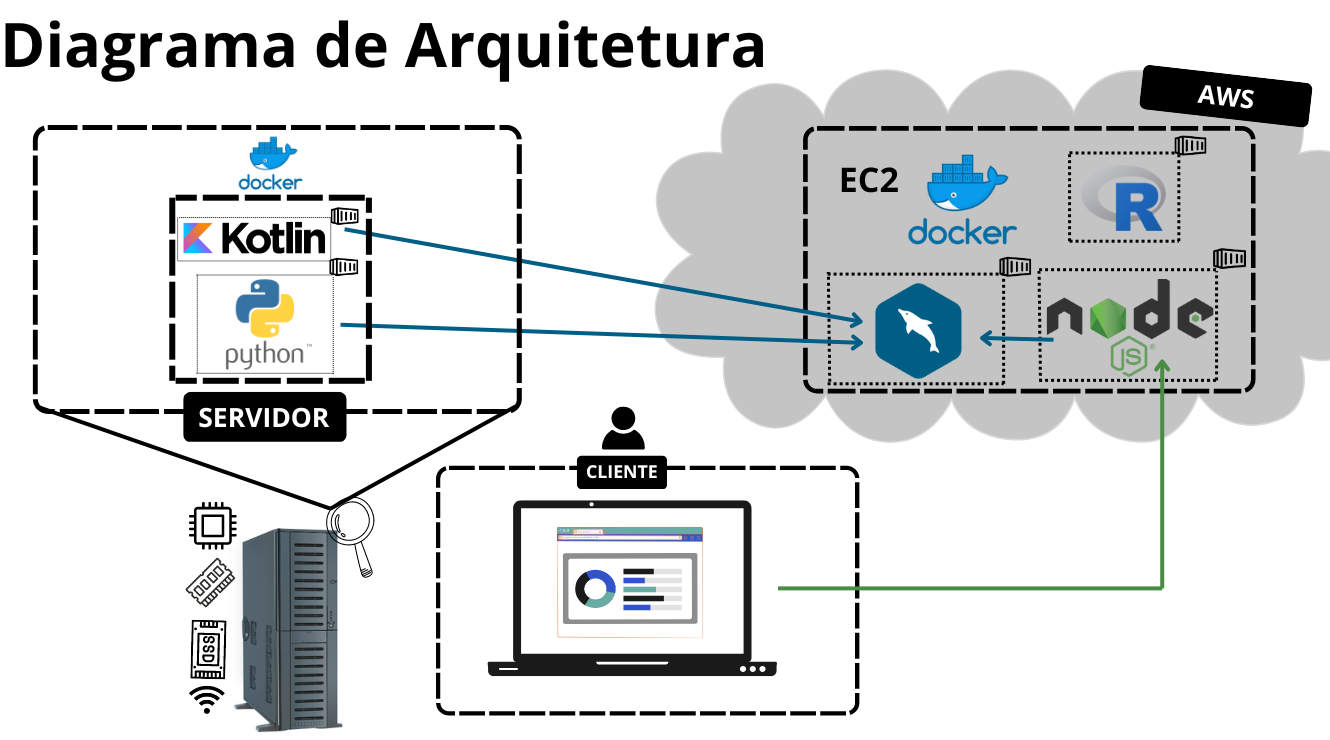 Diagrama de Arquitetura
AWS
docker
Kotlin
python™
SERVIDOR
EC2
docker
R
node
JS®
CLIENTE
SSD